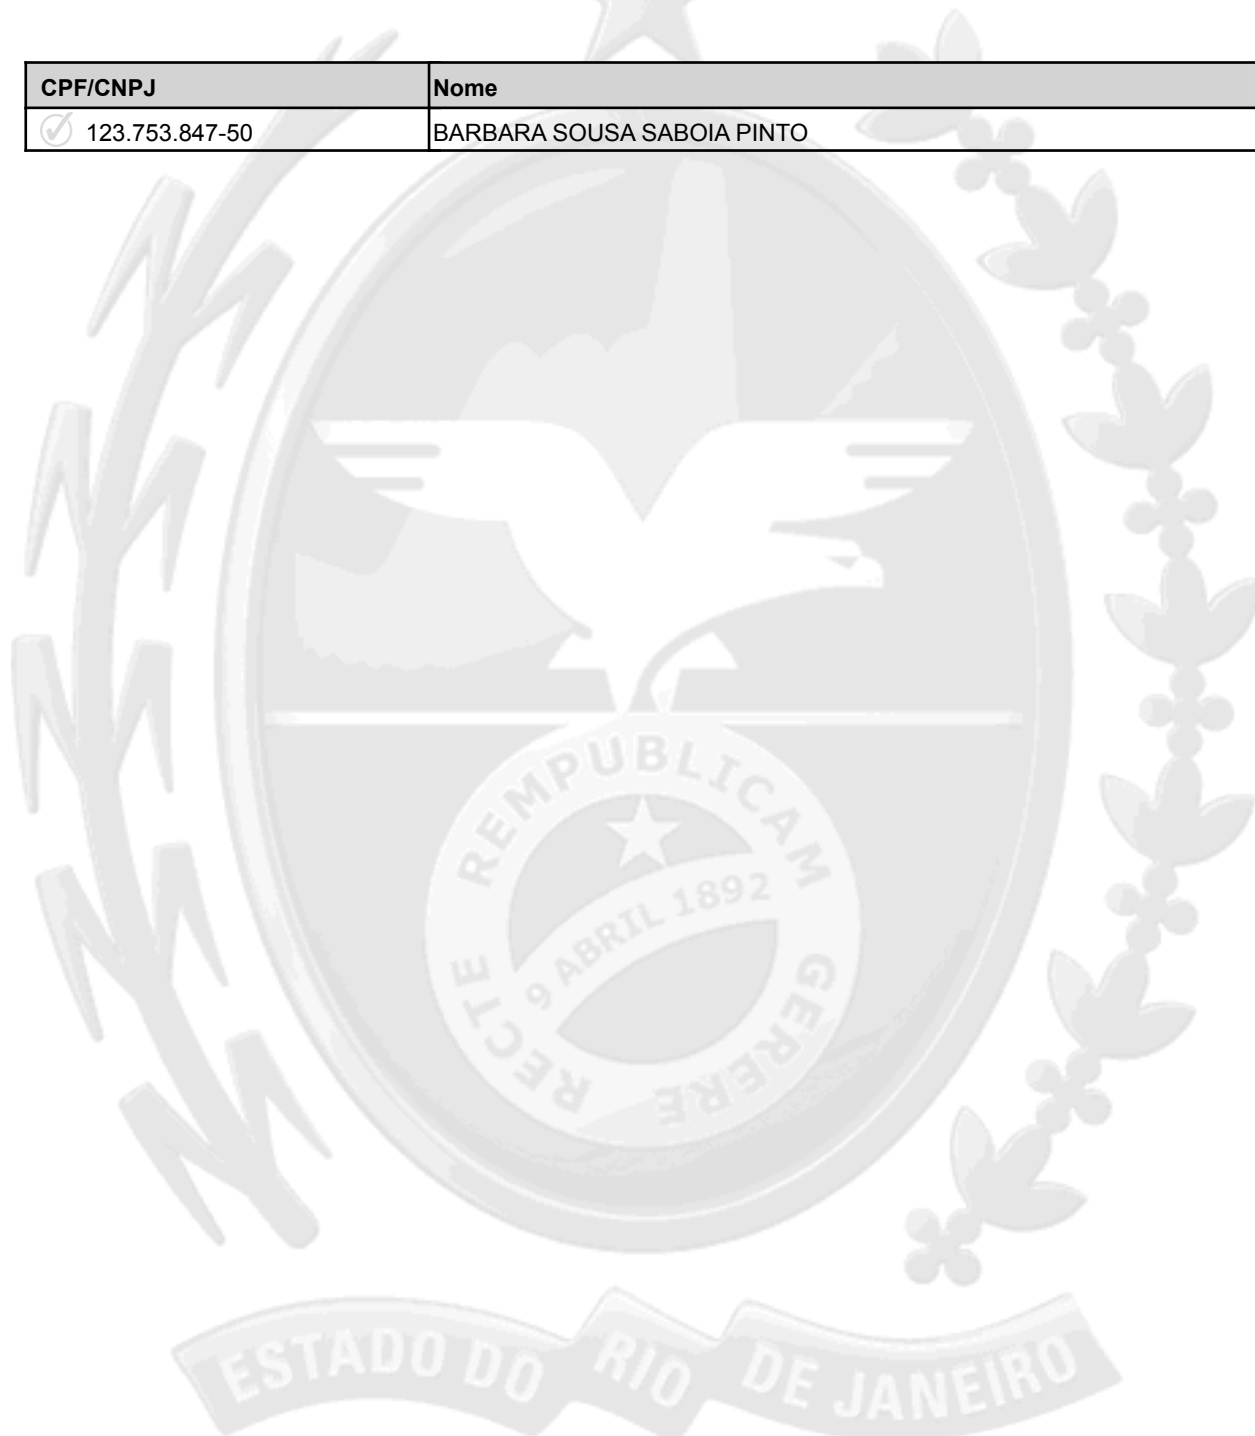 CPF/CNPJ Nome
123.753.847-50 BARBARA SOUSA SABOIA PINTO
REMPUBLICAM
9 ABRIL 1892
RECTE GERERE
ESTADO DO RIO DE JANEIRO